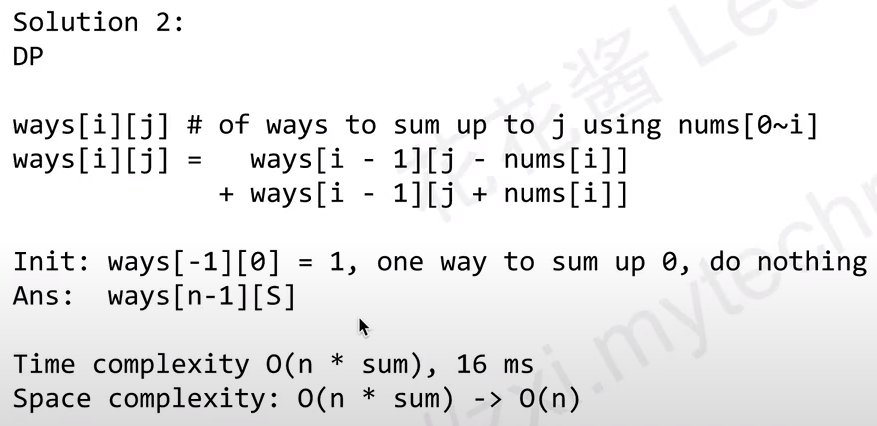 Solution 2:
DP
ways[i][j] # of ways to sum up to j using nums[0~i]
ways[i][j] =   ways[i - 1][j - nums[i]]
+ ways[i - 1][j + nums[i]]
Init: ways[-1][0] = 1, one way to sum up 0, do nothing
Ans:  ways[n-1][S]
Time complexity O(n * sum), 16 ms
Space complexity: O(n * sum) -> O(n)
花花酱 Lee
zxi.mytechr